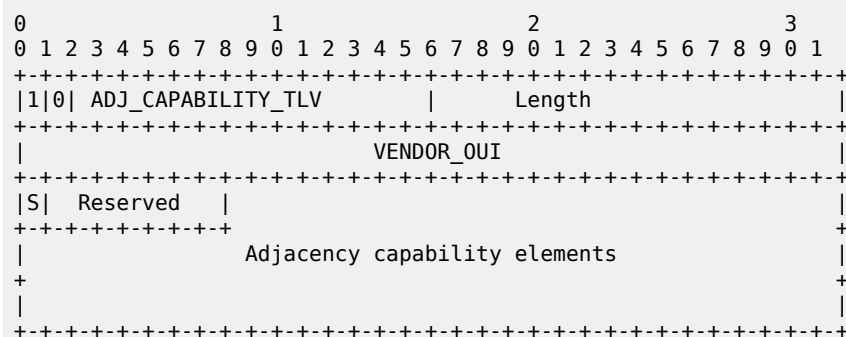 0                   1                   2                   3
0 1 2 3 4 5 6 7 8 9 0 1 2 3 4 5 6 7 8 9 0 1 2 3 4 5 6 7 8 9 0 1
+-+-+-+-+-+-+-+-+-+-+-+-+-+-+-+-+-+-+-+-+-+-+-+-+-+-+-+-+-+-+-+-+
|1|0| ADJ_CAPABILITY_TLV        |      Length                   |
+-+-+-+-+-+-+-+-+-+-+-+-+-+-+-+-+-+-+-+-+-+-+-+-+-+-+-+-+-+-+-+-+
|                           VENDOR_OUI                          |
+-+-+-+-+-+-+-+-+-+-+-+-+-+-+-+-+-+-+-+-+-+-+-+-+-+-+-+-+-+-+-+-+
|S|  Reserved   |                                               |
+-+-+-+-+-+-+-+-+                                               +
|                 Adjacency capability elements                 |
+                                                               +
|                                                               |
+-+-+-+-+-+-+-+-+-+-+-+-+-+-+-+-+-+-+-+-+-+-+-+-+-+-+-+-+-+-+-+-+